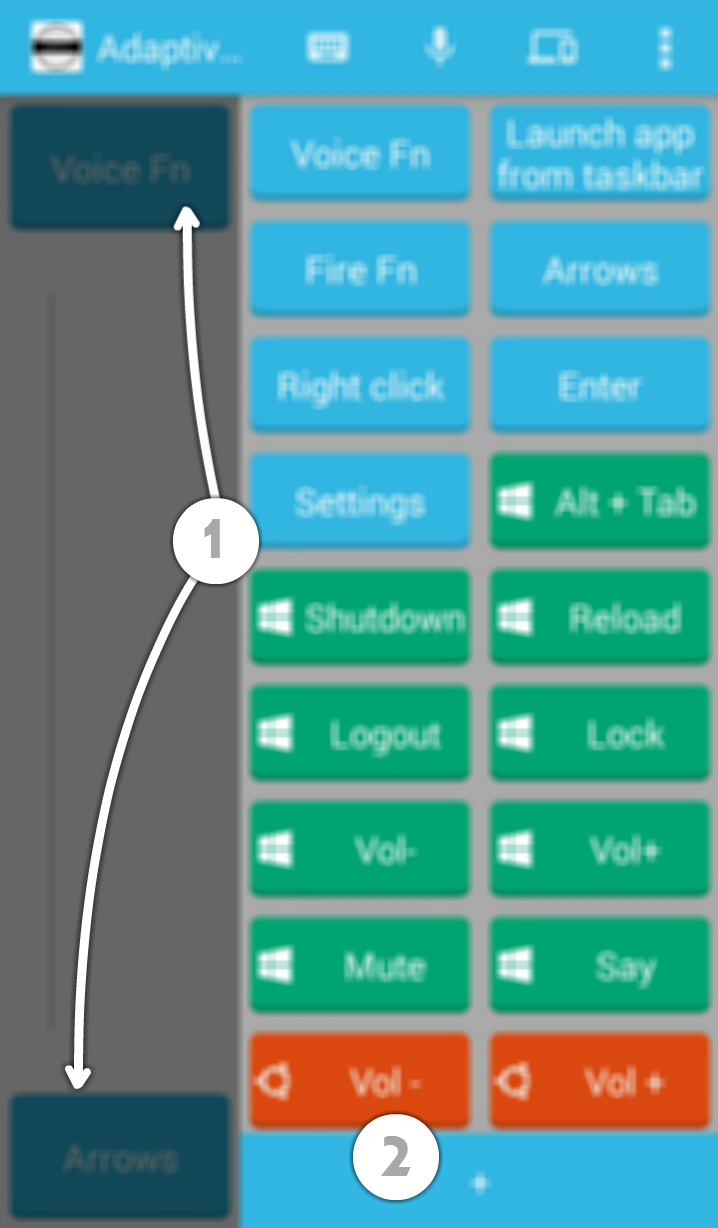 Adaptiv...
Voice Fn
Voice Fn
Launch app
from taskbar
Fire Fn
Arrows
Right click
Enter
1
Settings
Alt + Tab
Shutdown
Reload
Logout
Lock
Vol-
Vol+
Mute
Say
Vol -
Vol +
Arrows
2
+